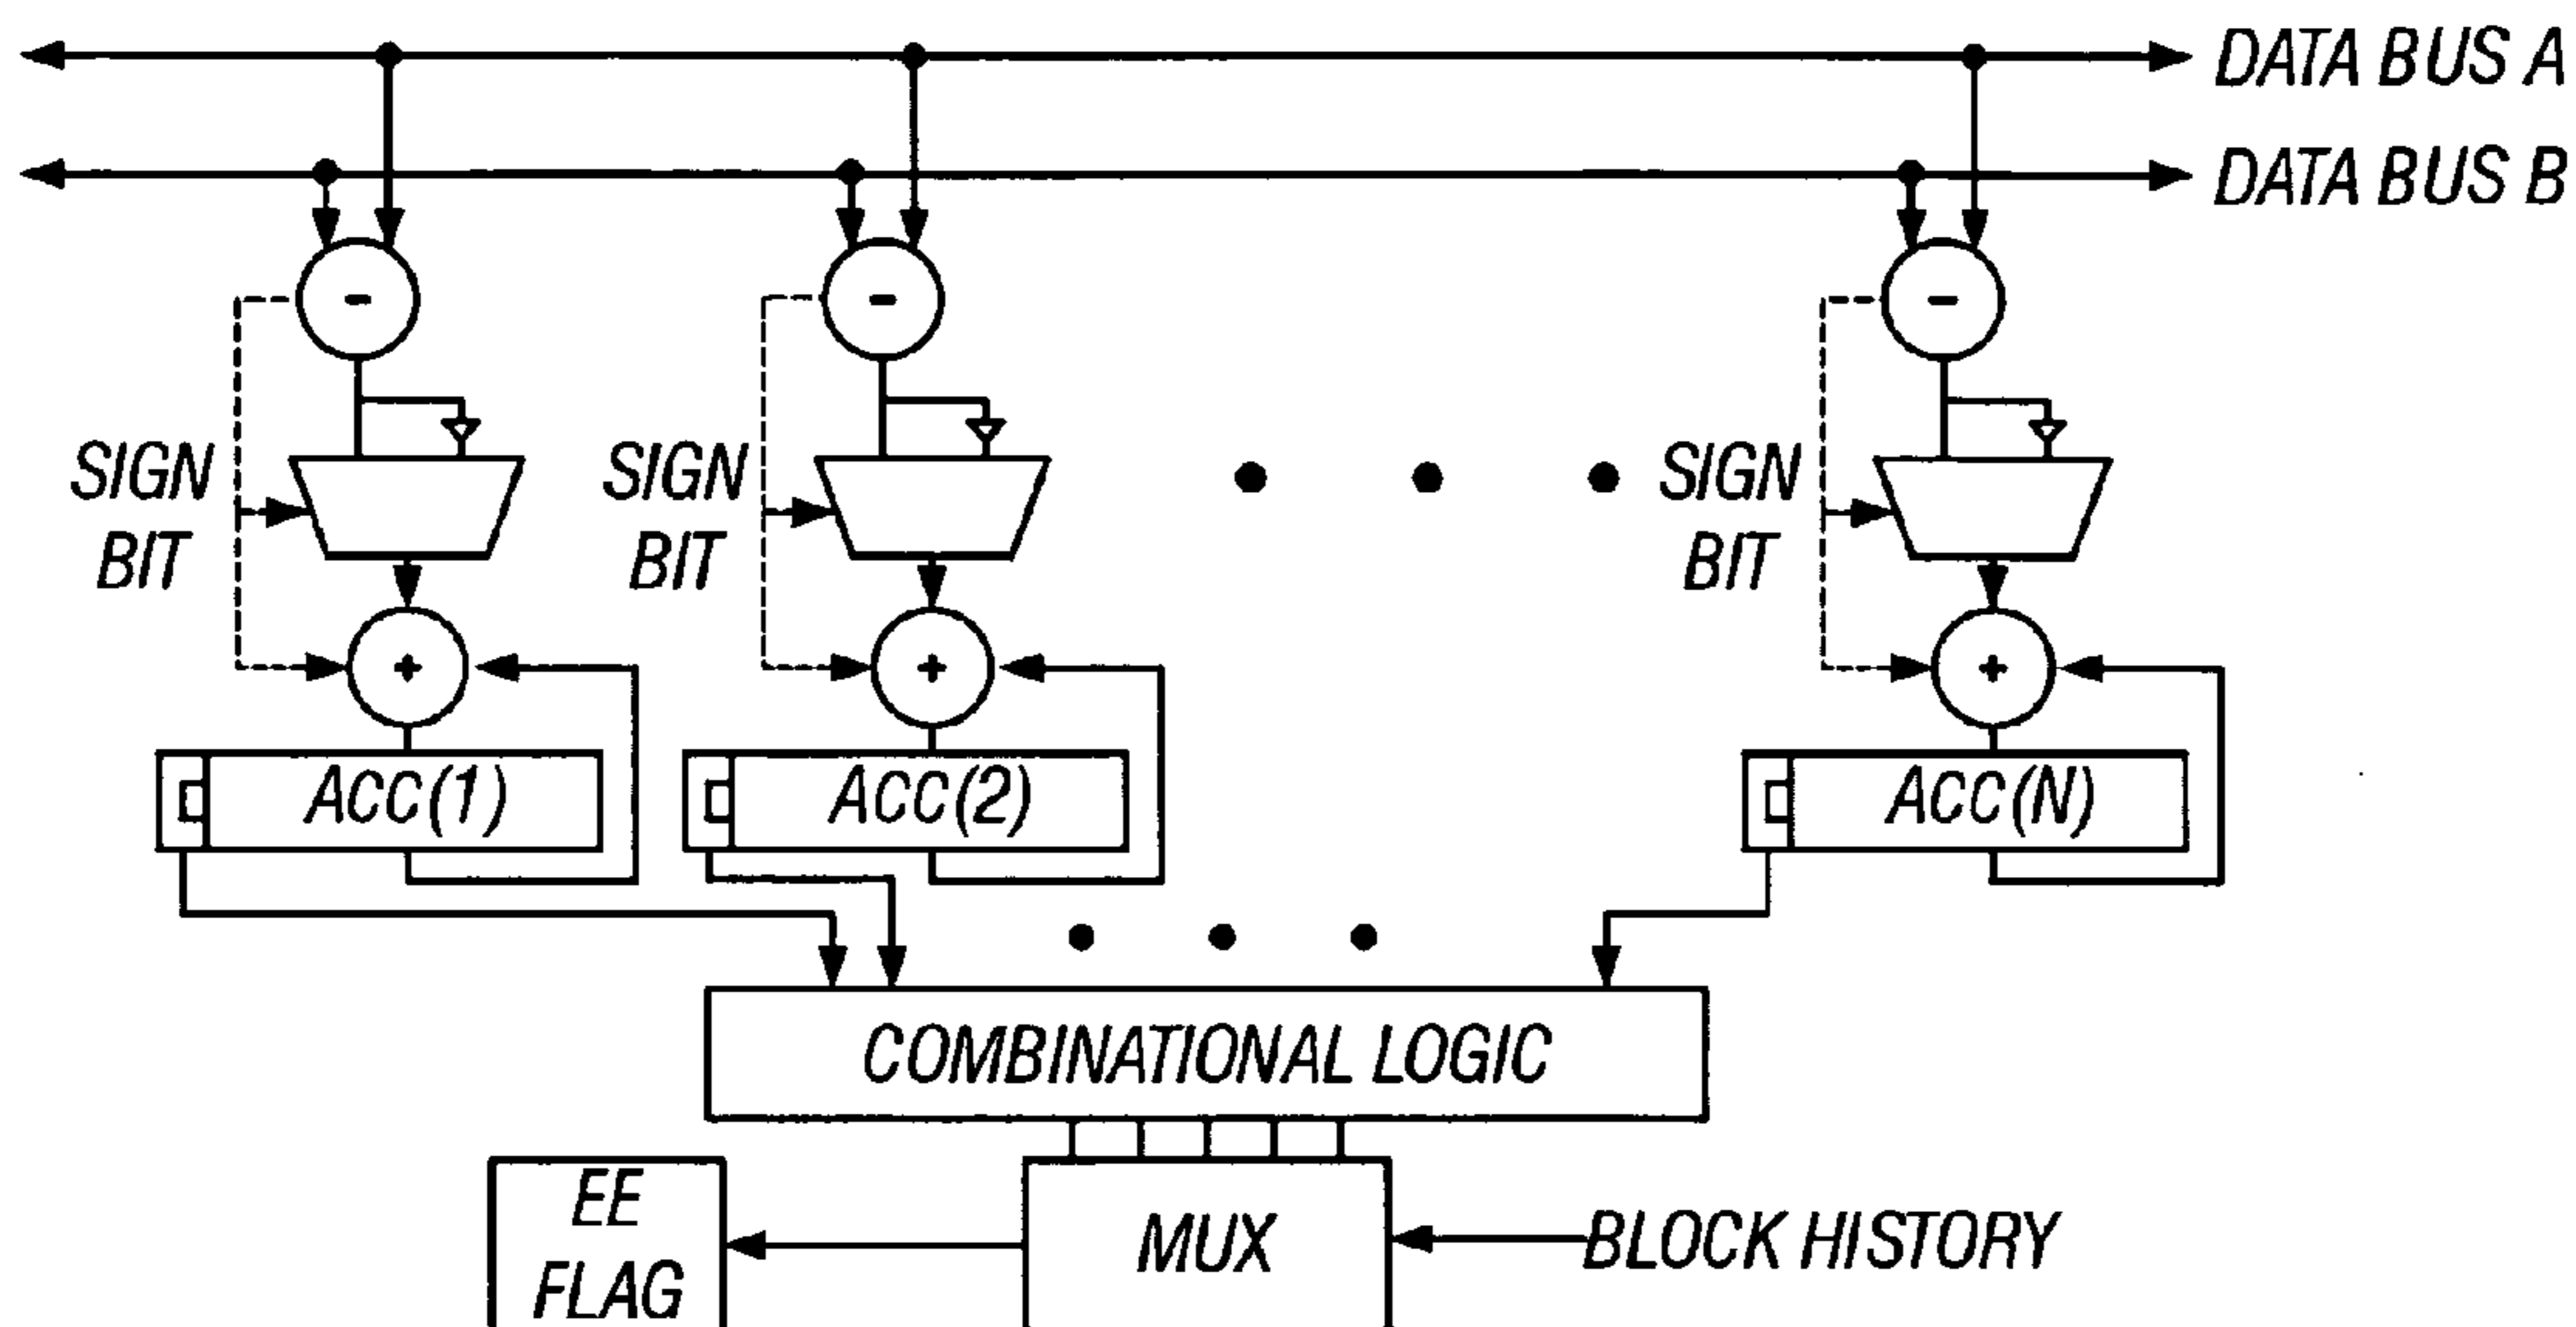 DATA BUS A
DATA BUS B
-
-
-
SIGN
BIT
SIGN
BIT
SIGN
BIT
+
+
+
ACC(1)
ACC(2)
ACC(N)
COMBINATIONAL LOGIC
EE
FLAG
MUX
BLOCK HISTORY